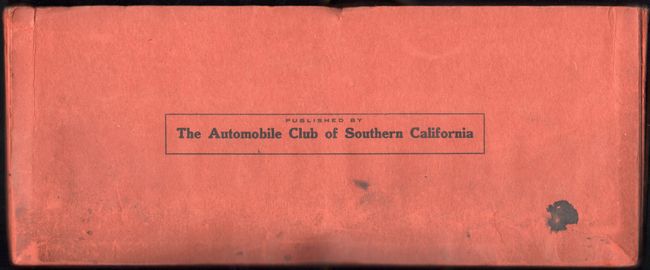 PUBLISHED BY
The Automobile Club of Southern California